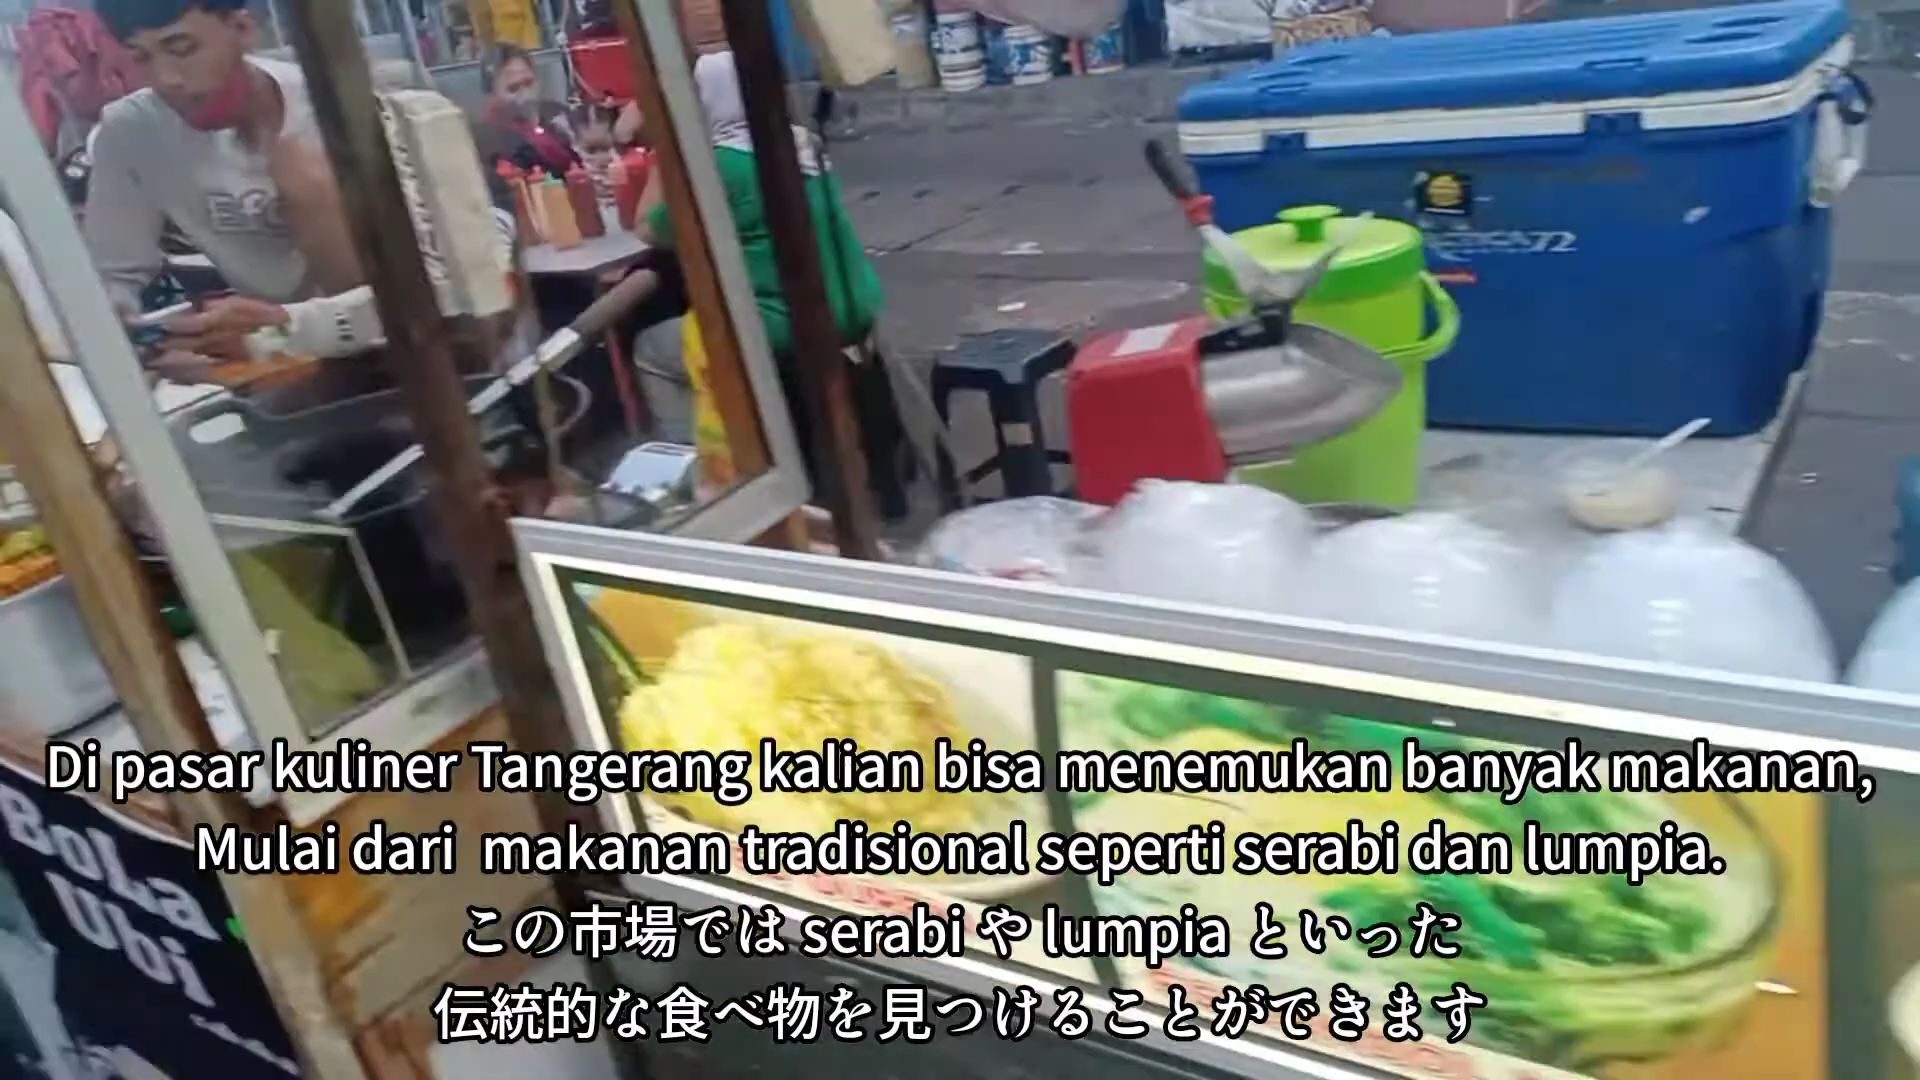 Di pasar kuliner Tangerang kalian bisa menemukan banyak makanan,
Mulai dari makanan tradisional seperti serabi dan lumpia.
この市場では serabi や lumpia といった
伝統的な食べ物を見つけることができます
BoLa
Ubi